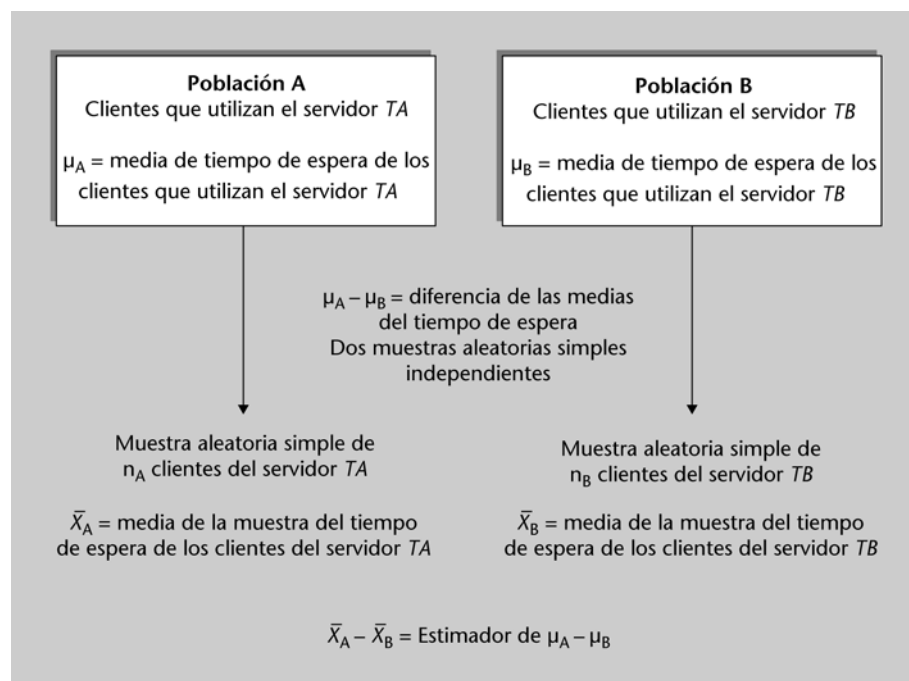 Población A
Clientes que utilizan el servidor TA
μA = media de tiempo de espera de los
clientes que utilizan el servidor TA
Población B
Clientes que utilizan el servidor TB
μB = media de tiempo de espera de los
clientes que utilizan el servidor TB
μA – μB = diferencia de las medias
del tiempo de espera
Dos muestras aleatorias simples
independientes
Muestra aleatoria simple de
nA clientes del servidor TA
X̄A = media de la muestra del tiempo
de espera de los clientes del servidor TA
Muestra aleatoria simple de
nB clientes del servidor TB
X̄B = media de la muestra del tiempo
de espera de los clientes del servidor TB
X̄A – X̄B = Estimador de μA – μB